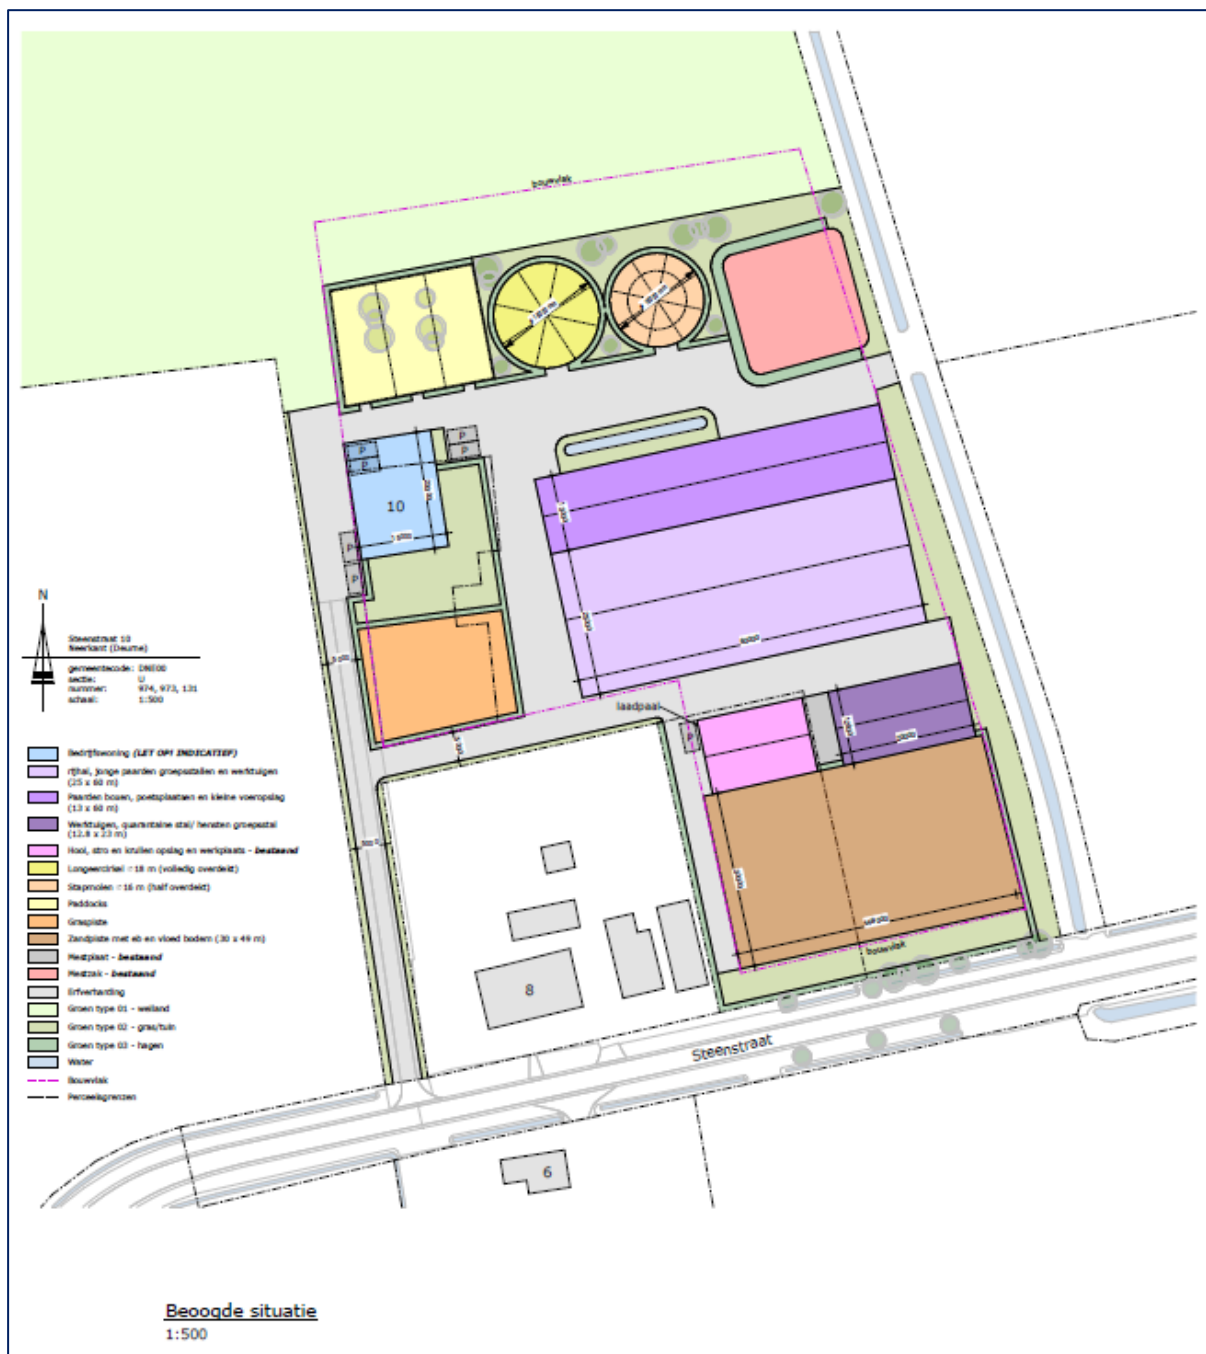 bouwvlak
P
P
P
P
10
P
P
N
Steenstraat 10
Neerkant (Deurne)
gemeentecode: DNE00
sectie: U
nummer: 974, 973, 131
schaal: 1:500
laadpaal
P
Bedrijfswoning (LET OP! INDICATIEF)
rijhal, jonge paarden groepsstallen en werktuigen
(25 x 60 m)
Paarden boxen, poetsplaatsen en kleine voeropslag
(13 x 60 m)
Werktuigen, quarantaine stal/ hensten groepsstal
(12.8 x 23 m)
Hooi, stro en krullen opslag en werkplaats - bestaand
Longeercirkel 18 m (volledig overdekt)
Stapmolen 16 m (half overdekt)
Paddocks
Graspiste
Zandpiste met eb en vloed bodem (30 x 49 m)
Mestplaat - bestaand
Mestzak - bestaand
Erfverharding
Groen type 01 - weiland
Groen type 02 - gras/tuin
Groen type 03 - hagen
Water
Bouwvlak
Perceelsgrenzen
bouwvlak
8
Steenstraat
6
Beoogde situatie
1:500